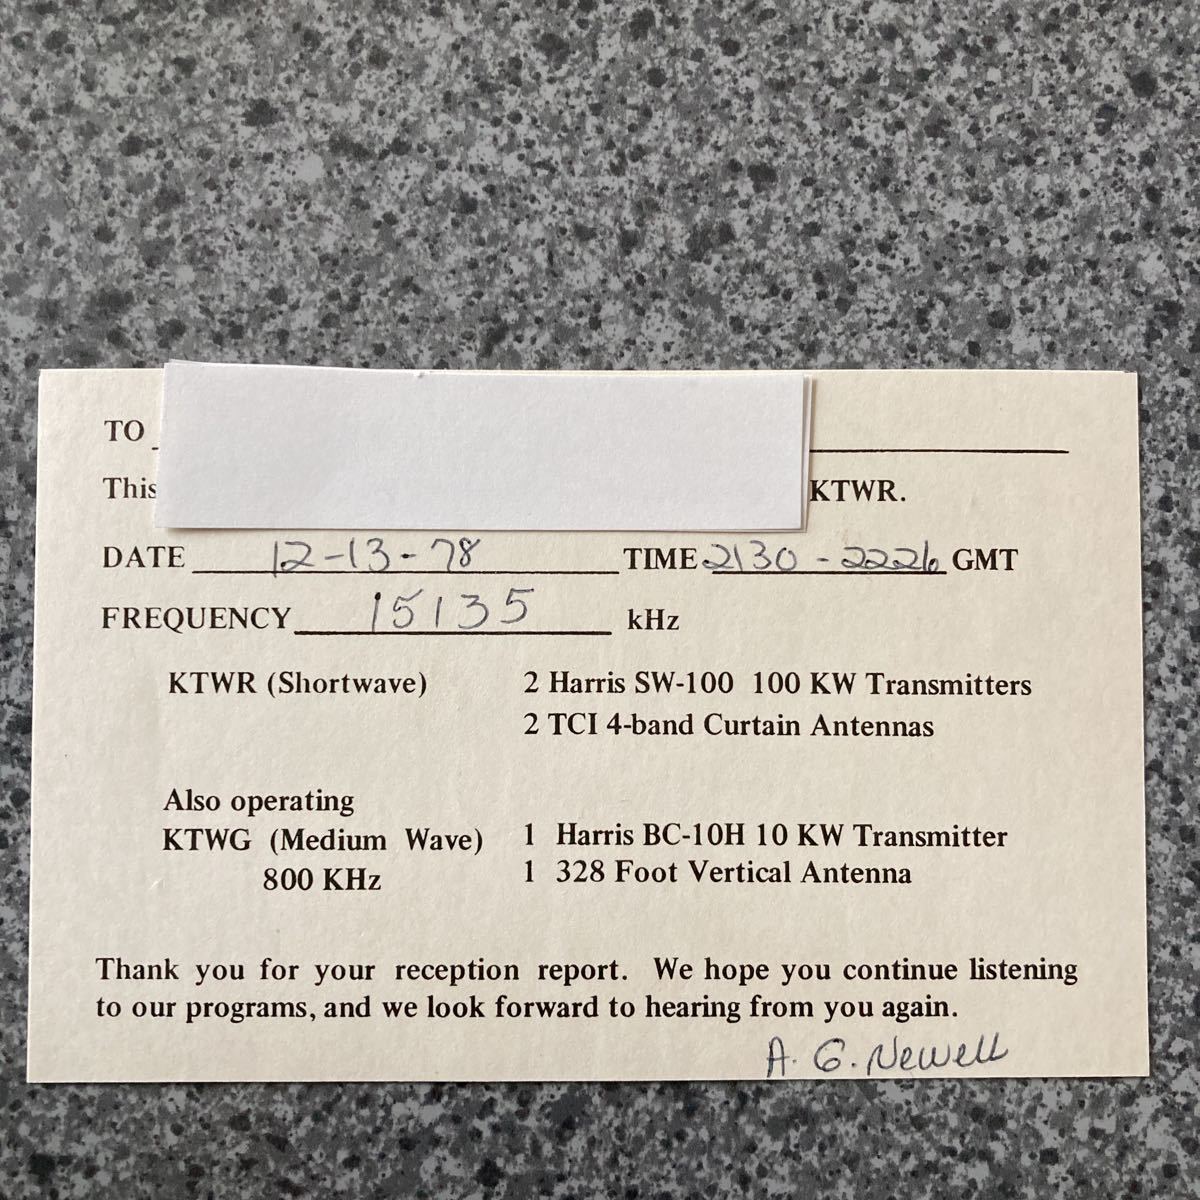 TO
This KTWR.
DATE 12-13-78 TIME 2130 - 2226 GMT
FREQUENCY 15135 kHz
KTWR (Shortwave) 2 Harris SW-100 100 KW Transmitters
2 TCI 4-band Curtain Antennas
Also operating
KTWG (Medium Wave) 1 Harris BC-10H 10 KW Transmitter
800 KHz 1 328 Foot Vertical Antenna
Thank you for your reception report. We hope you continue listening
to our programs, and we look forward to hearing from you again.
A. G. Newell